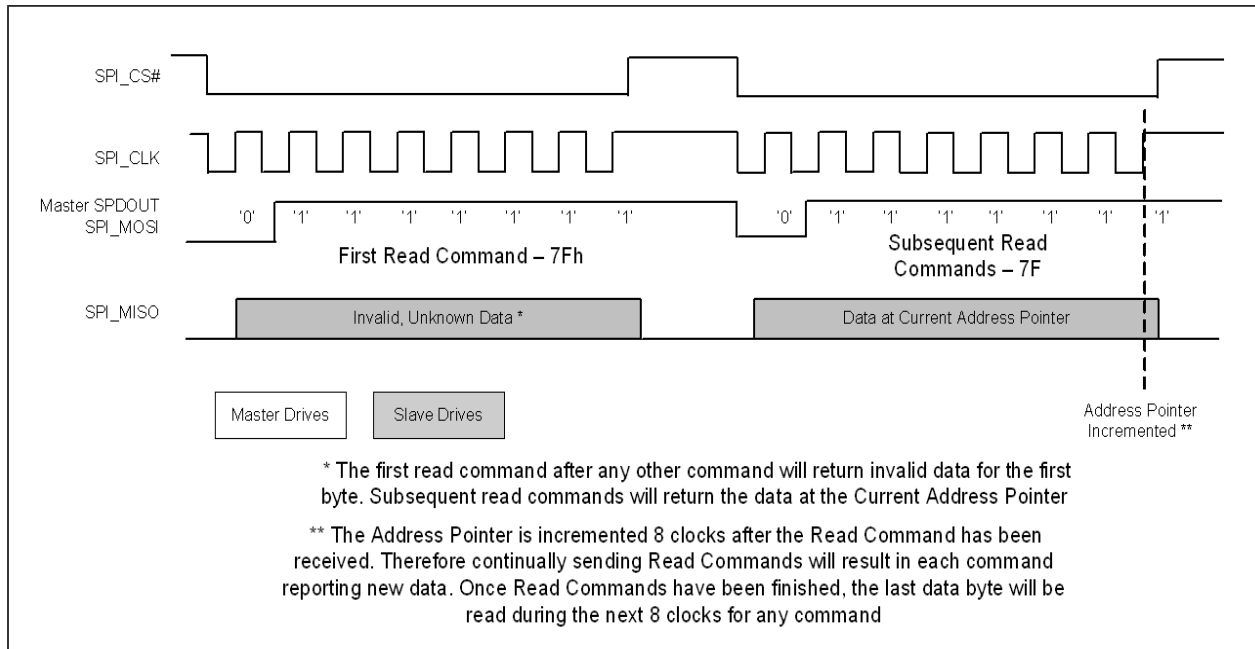 SPI_CS#
SPI_CLK
Master SPDOUT
SPI_MOSI
'0' '1' '1' '1' '1' '1' '1' '1' '0' '1' '1' '1' '1' '1' '1' '1'
First Read Command – 7Fh
Subsequent Read
Commands – 7F
SPI_MISO
Invalid, Unknown Data *
Data at Current Address Pointer
Master Drives
Slave Drives
Address Pointer
Incremented **
* The first read command after any other command will return invalid data for the first
byte. Subsequent read commands will return the data at the Current Address Pointer
** The Address Pointer is incremented 8 clocks after the Read Command has been
received. Therefore continually sending Read Commands will result in each command
reporting new data. Once Read Commands have been finished, the last data byte will be
read during the next 8 clocks for any command